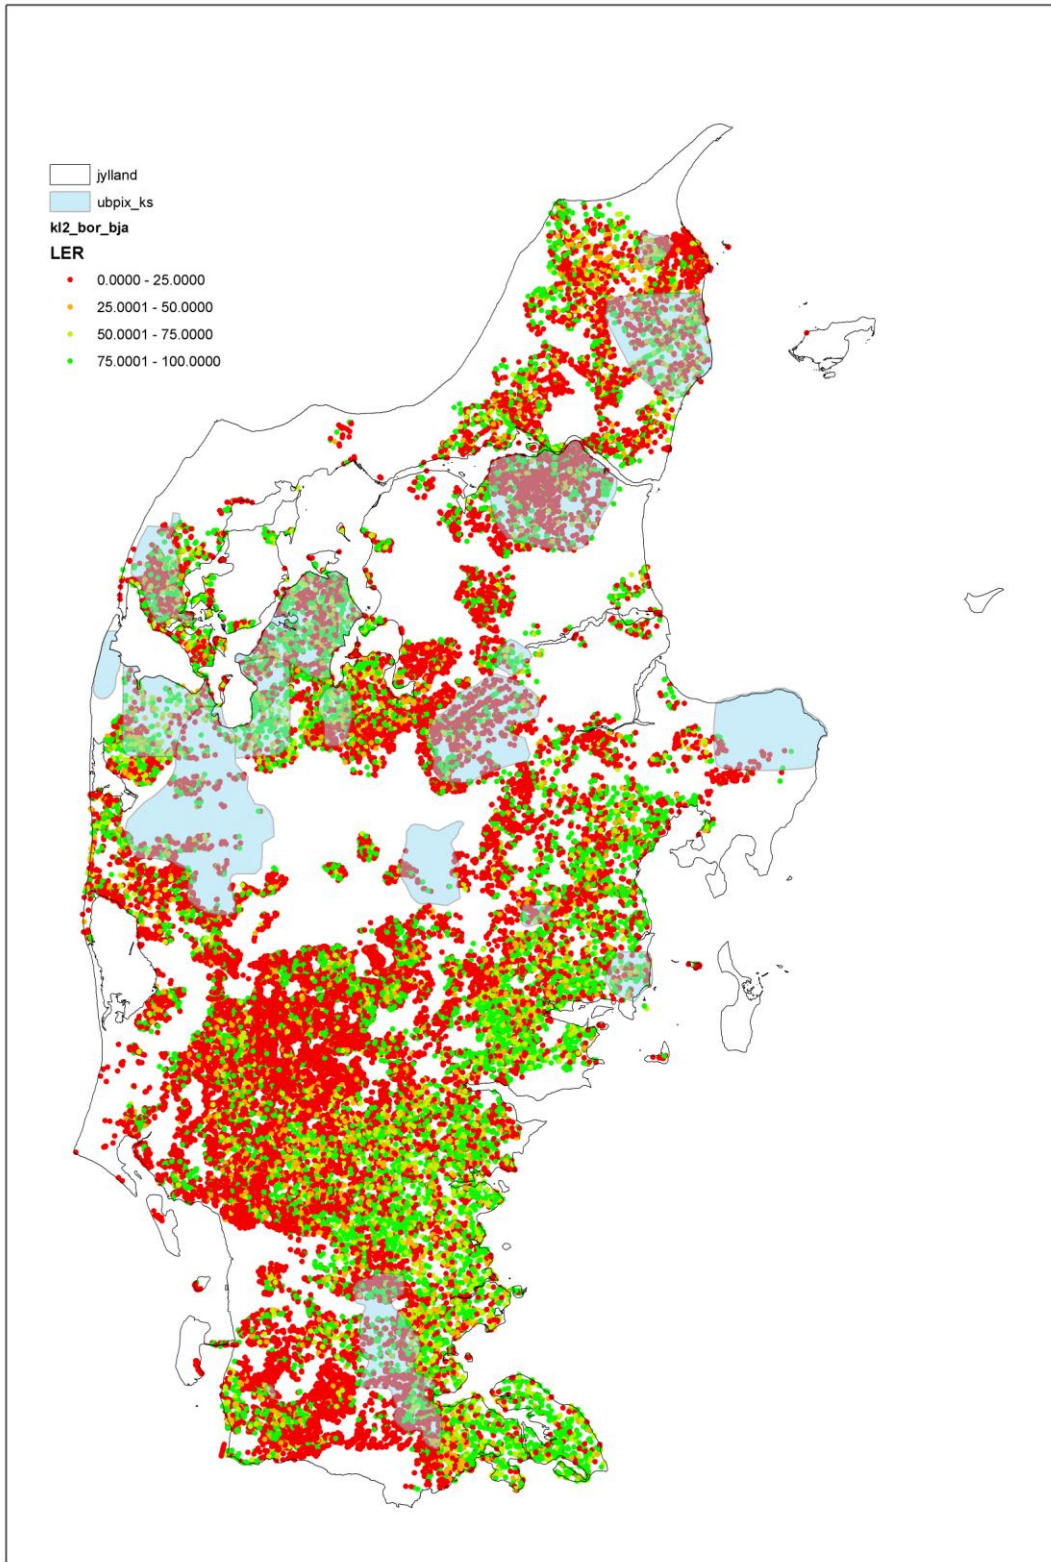 jylland
ubpix_ks
kl2_bor_bja
LER
0.0000 - 25.0000
25.0001 - 50.0000
50.0001 - 75.0000
75.0001 - 100.0000